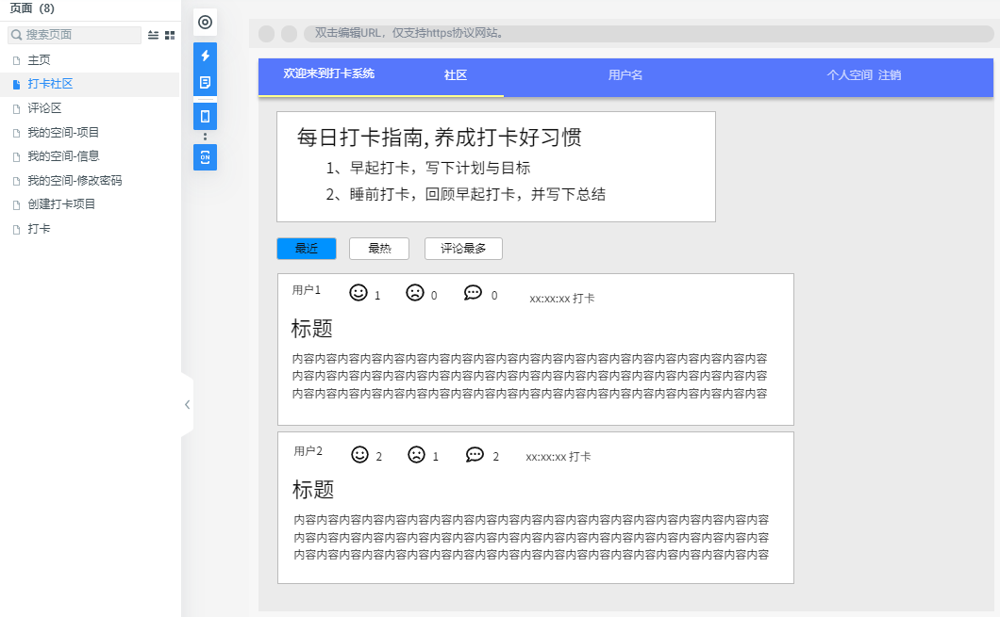 页面 (8)
搜索页面
主页
打卡社区
评论区
我的空间-项目
我的空间-信息
我的空间-修改密码
创建打卡项目
打卡
ON
双击编辑URL，仅支持https协议网站。
欢迎来到打卡系统 社区 用户名 个人空间 注销
每日打卡指南, 养成打卡好习惯
1、早起打卡，写下计划与目标
2、睡前打卡，回顾早起打卡，并写下总结
最近 最热 评论最多
用户1 1 0 0 xx:xx:xx 打卡
标题
内容内容内容内容内容内容内容内容内容内容内容内容内容内容内容内容内容内容内容内容内容
内容内容内容内容内容内容内容内容内容内容内容内容内容内容内容内容内容内容内容内容内容
内容内容内容内容内容内容内容内容内容内容内容内容内容内容内容内容内容内容内容内容内容
用户2 2 1 2 xx:xx:xx 打卡
标题
内容内容内容内容内容内容内容内容内容内容内容内容内容内容内容内容内容内容内容内容内容
内容内容内容内容内容内容内容内容内容内容内容内容内容内容内容内容内容内容内容内容内容
内容内容内容内容内容内容内容内容内容内容内容内容内容内容内容内容内容内容内容内容内容